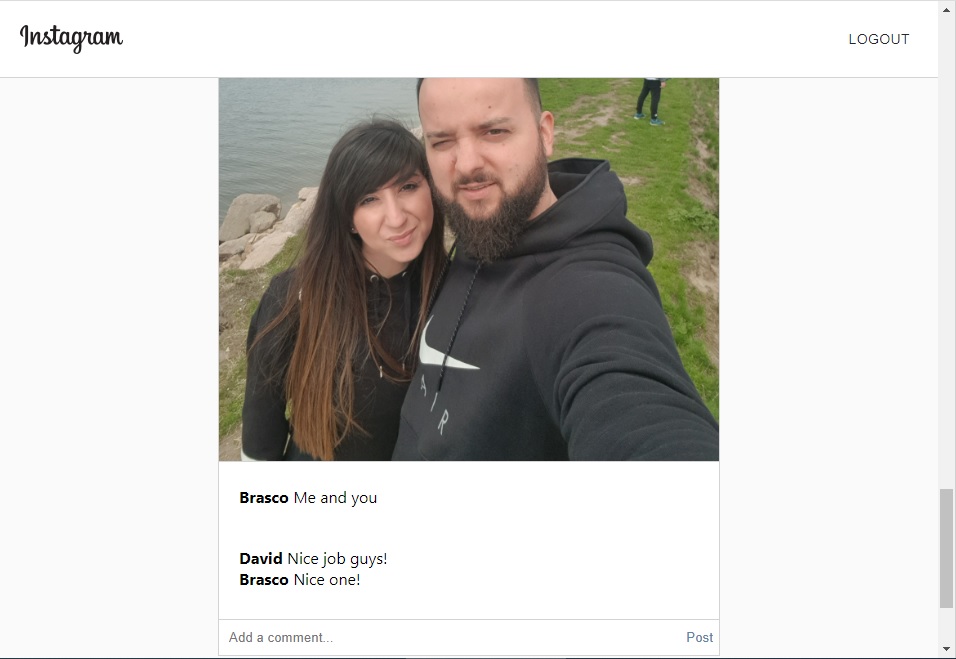 Instagram
LOGOUT
A I R
Brasco Me and you
David Nice job guys!
Brasco Nice one!
Add a comment...
Post